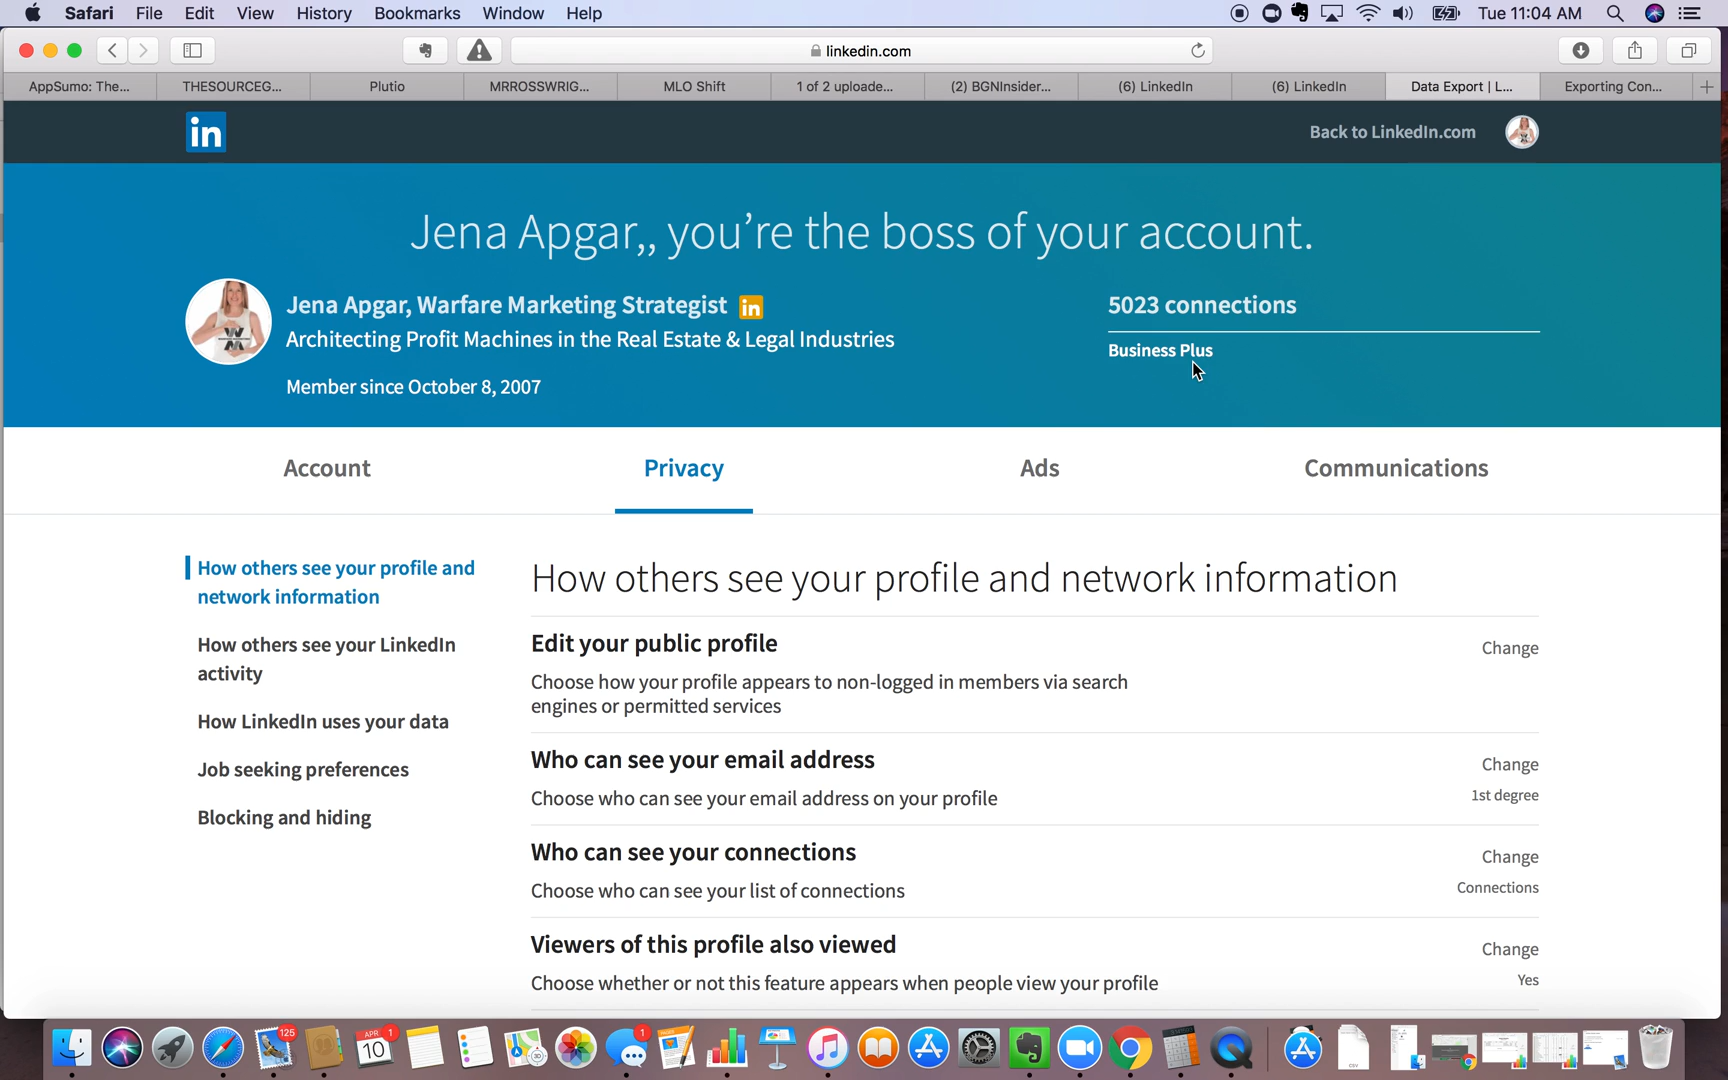 Safari File Edit View History Bookmarks Window Help Tue 11:04 AM
linkedin.com
AppSumo: The... THESOURCEG... Plutio MRROSSWRIG... MLO Shift 1 of 2 uploade... (2) BGNInsider... (6) LinkedIn (6) LinkedIn Data Export | L... Exporting Con...
in Back to LinkedIn.com
Jena Apgar,, you're the boss of your account.
Jena Apgar, Warfare Marketing Strategist in
Architecting Profit Machines in the Real Estate & Legal Industries
Member since October 8, 2007
5023 connections
Business Plus
Account Privacy Ads Communications
How others see your profile and
network information
How others see your LinkedIn
activity
How LinkedIn uses your data
Job seeking preferences
Blocking and hiding
How others see your profile and network information
Edit your public profile Change
Choose how your profile appears to non-logged in members via search
engines or permitted services
Who can see your email address Change
Choose who can see your email address on your profile 1st degree
Who can see your connections Change
Choose who can see your list of connections Connections
Viewers of this profile also viewed Change
Choose whether or not this feature appears when people view your profile Yes
125
APR 1
10
1
3D
CSV